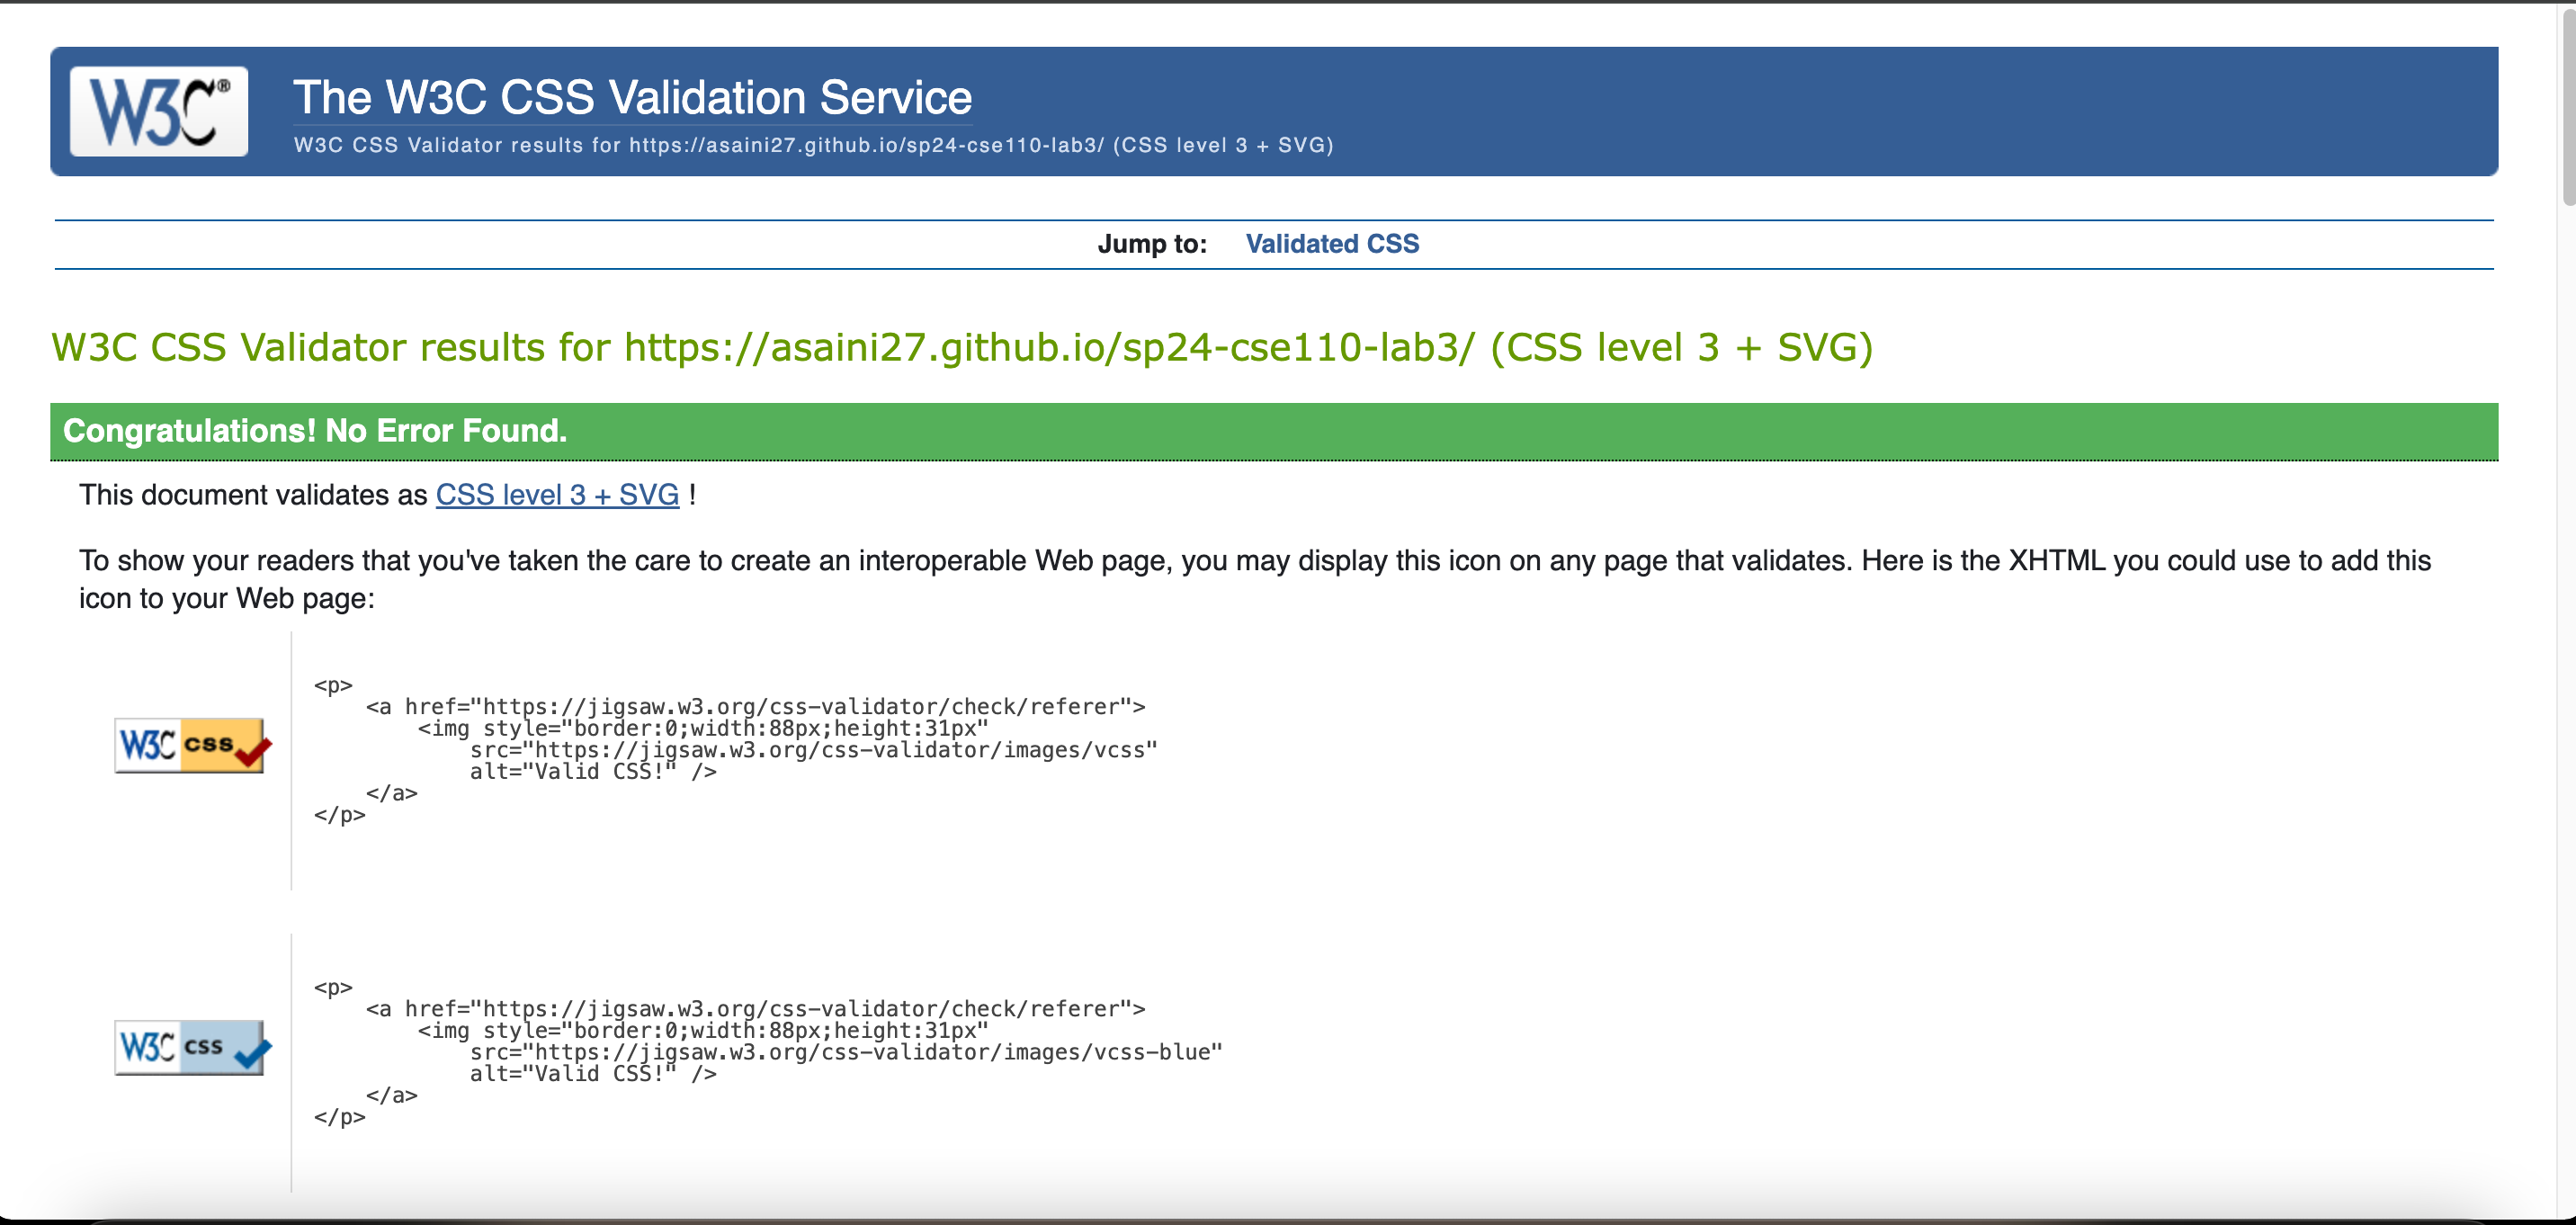 W3C®
The W3C CSS Validation Service
W3C CSS Validator results for https://asaini27.github.io/sp24-cse110-lab3/ (CSS level 3 + SVG)
Jump to: Validated CSS
W3C CSS Validator results for https://asaini27.github.io/sp24-cse110-lab3/ (CSS level 3 + SVG)
Congratulations! No Error Found.
This document validates as CSS level 3 + SVG !
To show your readers that you've taken the care to create an interoperable Web page, you may display this icon on any page that validates. Here is the XHTML you could use to add this
icon to your Web page:
W3C css
<p>
    <a href="https://jigsaw.w3.org/css-validator/check/referer">
        <img style="border:0;width:88px;height:31px"
            src="https://jigsaw.w3.org/css-validator/images/vcss"
            alt="Valid CSS!" />
    </a>
</p>
W3C css
<p>
    <a href="https://jigsaw.w3.org/css-validator/check/referer">
        <img style="border:0;width:88px;height:31px"
            src="https://jigsaw.w3.org/css-validator/images/vcss-blue"
            alt="Valid CSS!" />
    </a>
</p>